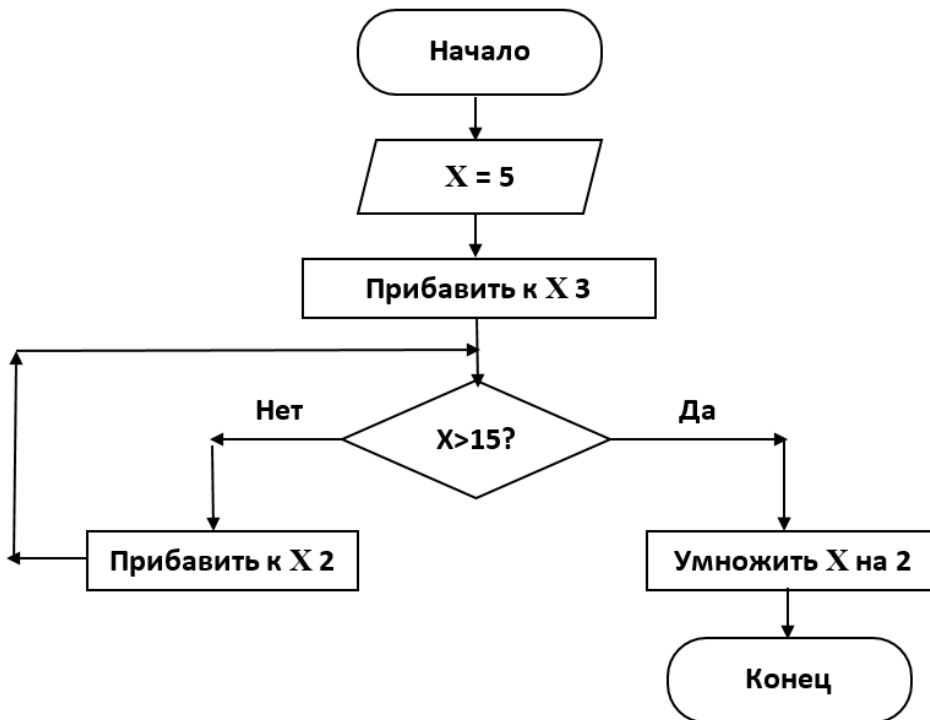 Начало
X = 5
Прибавить к X 3
Нет
Да
X>15?
Прибавить к X 2
Умножить X на 2
Конец